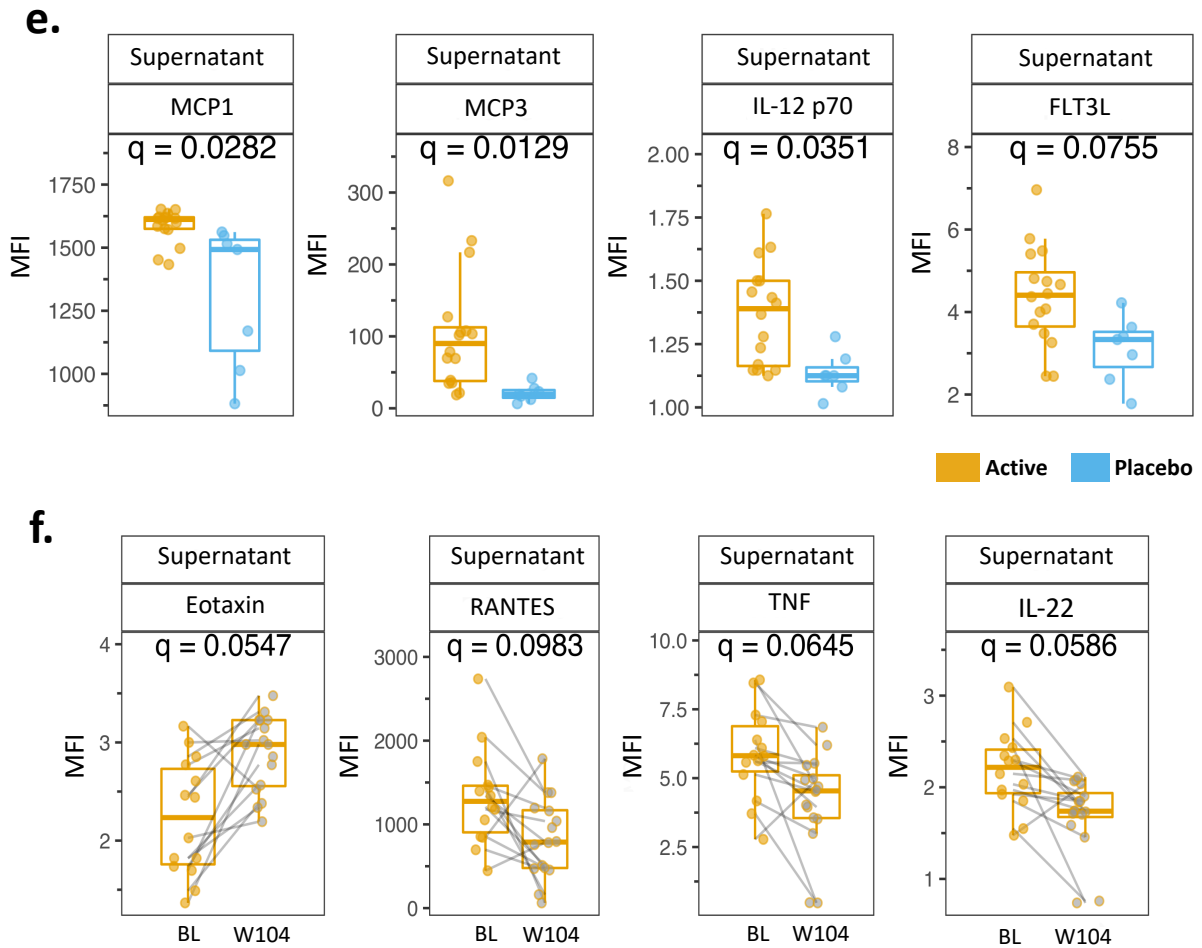 e.
Supernatant
MCP1
q = 0.0282
MFI
1750
1500
1250
1000
Supernatant
MCP3
q = 0.0129
MFI
300
200
100
0
Supernatant
IL-12 p70
q = 0.0351
MFI
2.00
1.75
1.50
1.25
1.00
Supernatant
FLT3L
q = 0.0755
MFI
8
6
4
2
Active Placebo
f.
Supernatant
Eotaxin
q = 0.0547
MFI
4
3
2
BL W104
Supernatant
RANTES
q = 0.0983
MFI
3000
2000
1000
0
BL W104
Supernatant
TNF
q = 0.0645
MFI
10.0
7.5
5.0
2.5
BL W104
Supernatant
IL-22
q = 0.0586
MFI
3
2
1
BL W104